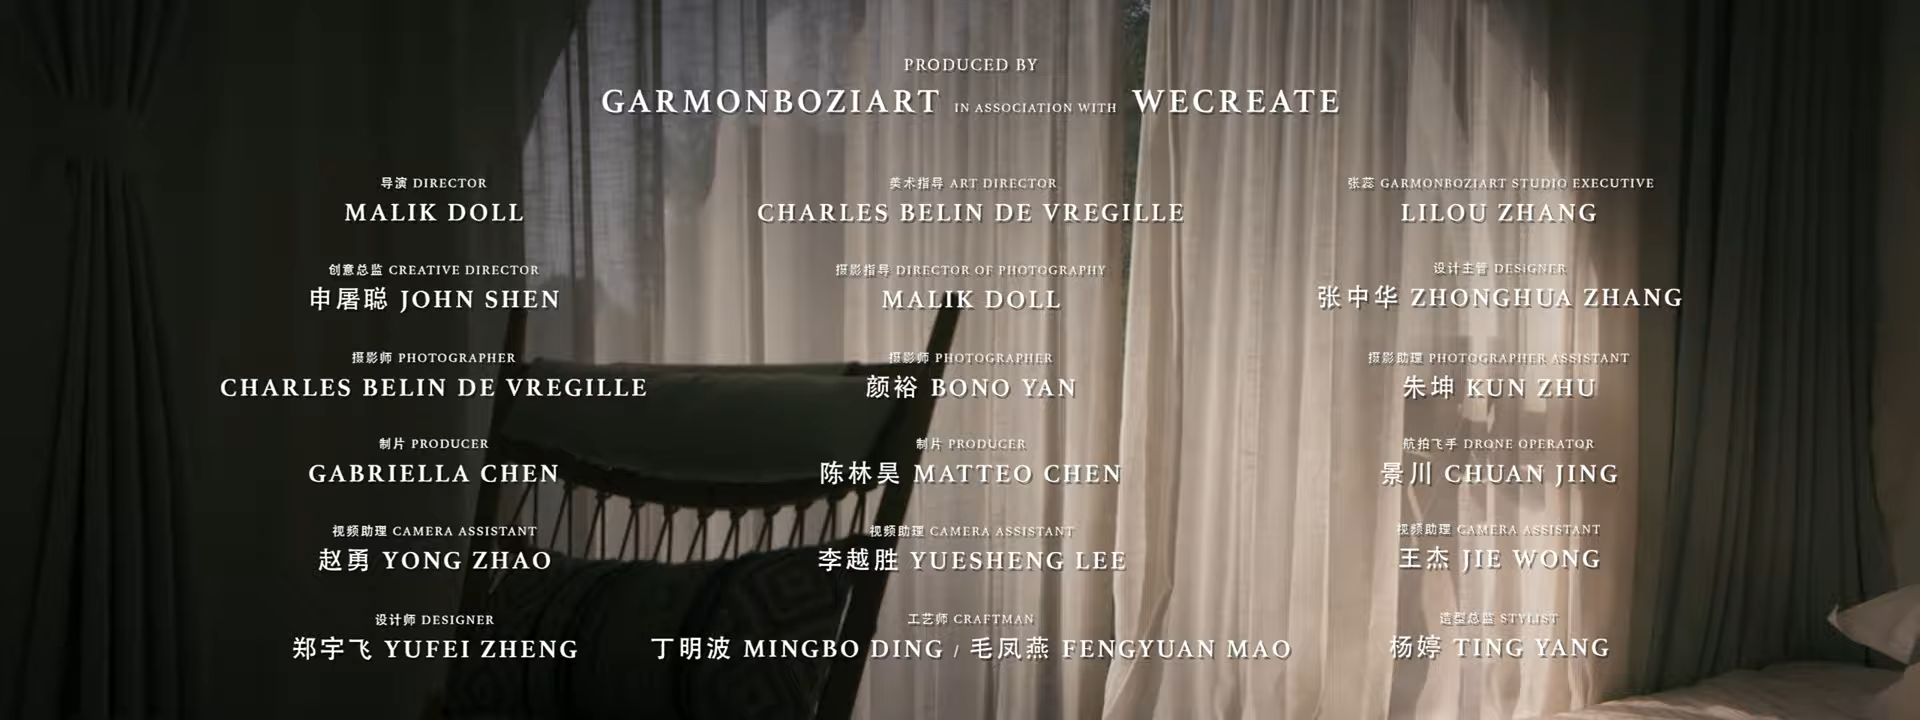 PRODUCED BY
GARMONBOZIART IN ASSOCIATION WITH WECREATE
导演 DIRECTOR
MALIK DOLL
美术指导 ART DIRECTOR
CHARLES BELIN DE VREGILLE
张蕊 GARMONBOZIART STUDIO EXECUTIVE
LILOU ZHANG
创意总监 CREATIVE DIRECTOR
申屠聪 JOHN SHEN
摄影指导 DIRECTOR OF PHOTOGRAPHY
MALIK DOLL
设计主管 DESIGNER
张中华 ZHONGHUA ZHANG
摄影师 PHOTOGRAPHER
CHARLES BELIN DE VREGILLE
摄影师 PHOTOGRAPHER
颜裕 BONO YAN
摄影助理 PHOTOGRAPHER ASSISTANT
朱坤 KUN ZHU
制片 PRODUCER
GABRIELLA CHEN
制片 PRODUCER
陈林昊 MATTEO CHEN
航拍飞手 DRONE OPERATOR
景川 CHUAN JING
视频助理 CAMERA ASSISTANT
赵勇 YONG ZHAO
视频助理 CAMERA ASSISTANT
李越胜 YUESHENG LEE
视频助理 CAMERA ASSISTANT
王杰 JIE WONG
设计师 DESIGNER
郑宇飞 YUFEI ZHENG
工艺师 CRAFTMAN
丁明波 MINGBO DING / 毛凤燕 FENGYUAN MAO
造型总监 STYLIST
杨婷 TING YANG